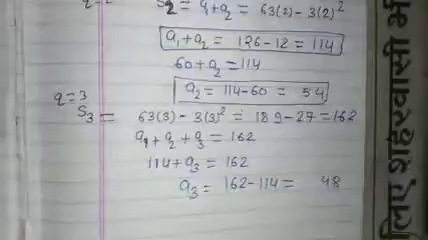 S₂ = a₁+a₂ = 63(2) - 3(2)²
a₁+a₂ = 126-12 = 114
60+a₂ = 114
a₂ = 114-60 = 54
q=3
S₃ = 63(3) - 3(3)² = 189-27 = 162
a₁+a₂+a₃ = 162
114+a₃ = 162
a₃ = 162-114 = 48
लिए शहरवासी भी